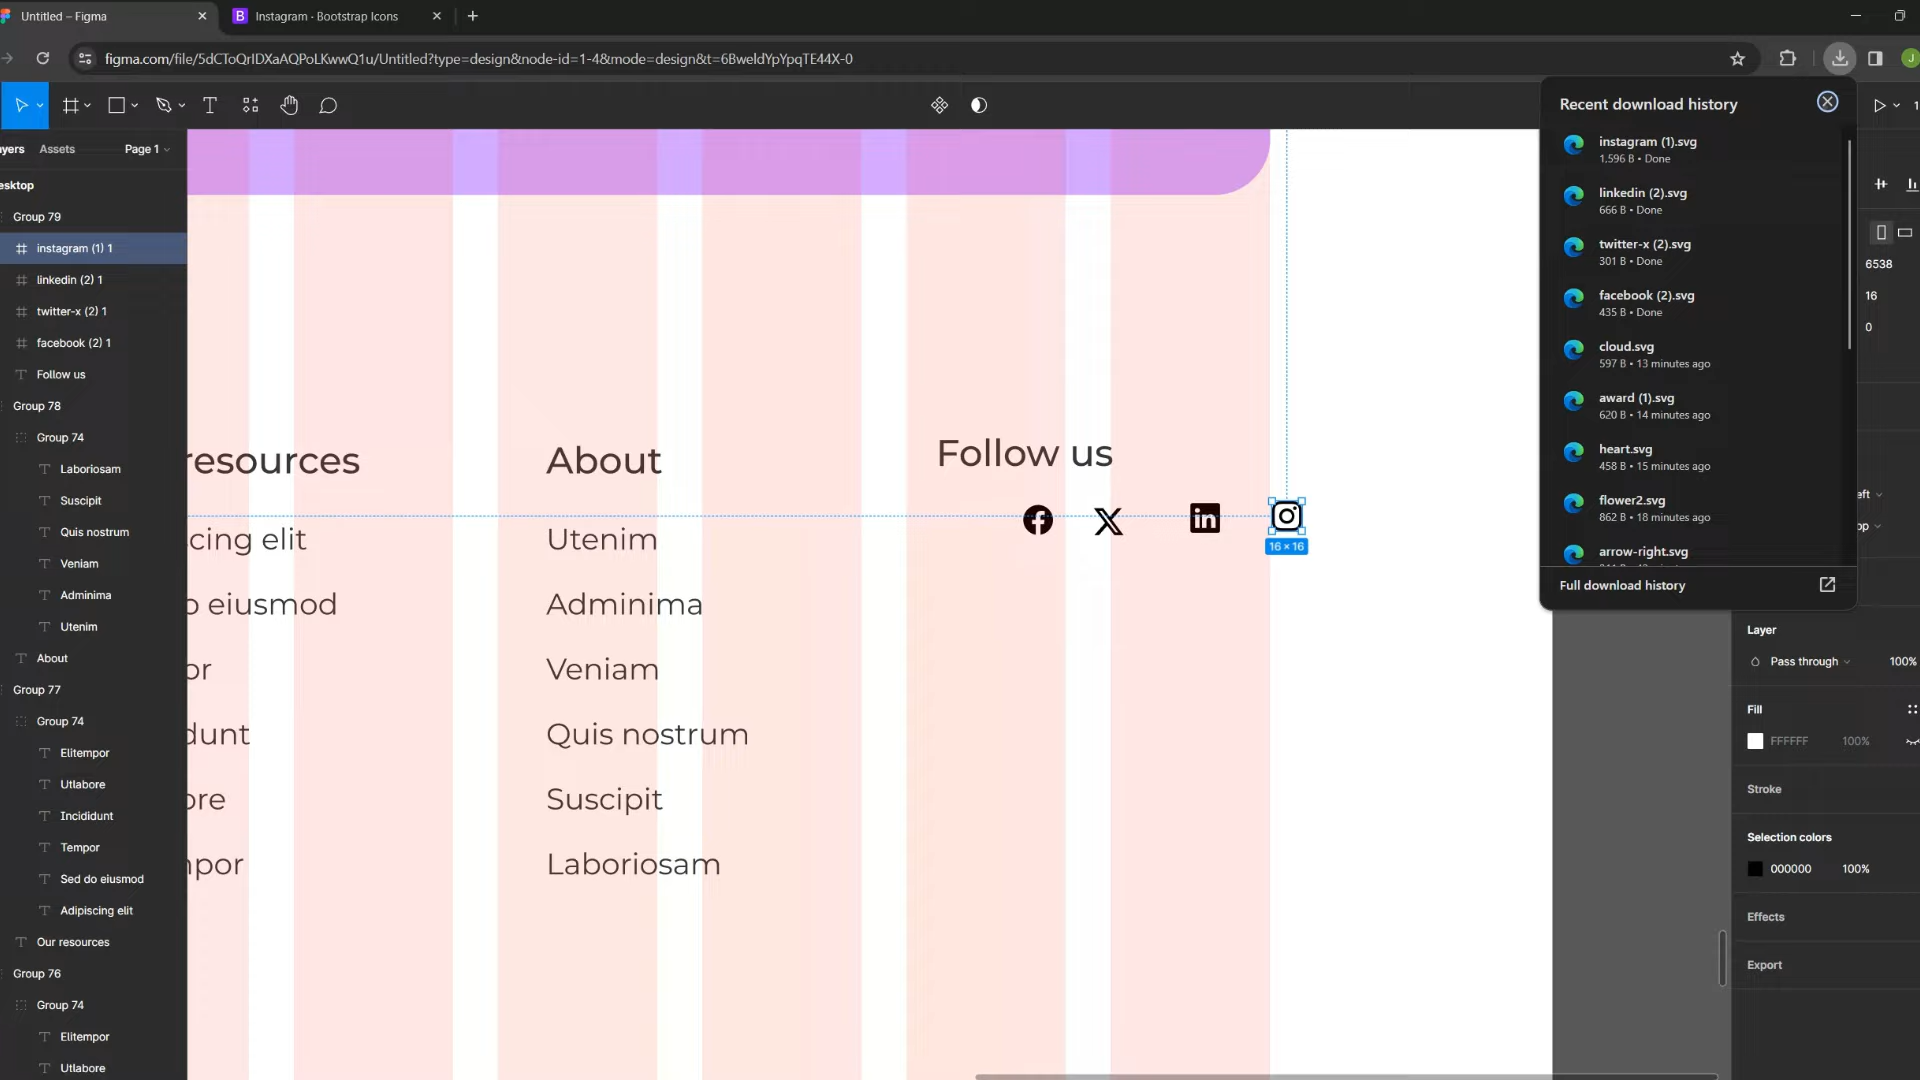 Untitled – Figma
Instagram · Bootstrap Icons
figma.com/file/5dCToQrIDXaAQPoLKwwQ1u/Untitled?type=design&node-id=1-4&mode=design&t=6BweldYpYpqTE44X-0
J
ayers
Assets
Page 1
esktop
Group 79
instagram (1) 1
linkedin (2) 1
twitter-x (2) 1
facebook (2) 1
Follow us
Group 78
Group 74
Laboriosam
Suscipit
Quis nostrum
Veniam
Adminima
Utenim
About
Group 77
Group 74
Elitempor
Utlabore
Incididunt
Tempor
Sed do eiusmod
Adipiscing elit
Our resources
Group 76
Group 74
Elitempor
Utlabore
resources
cing elit
o eiusmod
or
dunt
ore
npor
About
Utenim
Adminima
Veniam
Quis nostrum
Suscipit
Laboriosam
Follow us
in
16 × 16
Recent download history
instagram (1).svg
1,596 B • Done
linkedin (2).svg
666 B • Done
twitter-x (2).svg
301 B • Done
facebook (2).svg
435 B • Done
cloud.svg
597 B • 13 minutes ago
award (1).svg
620 B • 14 minutes ago
heart.svg
458 B • 15 minutes ago
flower2.svg
862 B • 18 minutes ago
arrow-right.svg
Full download history
1
6538
16
0
eft
op
Layer
Pass through
100%
Fill
FFFFFF
100%
Stroke
Selection colors
000000
100%
Effects
Export